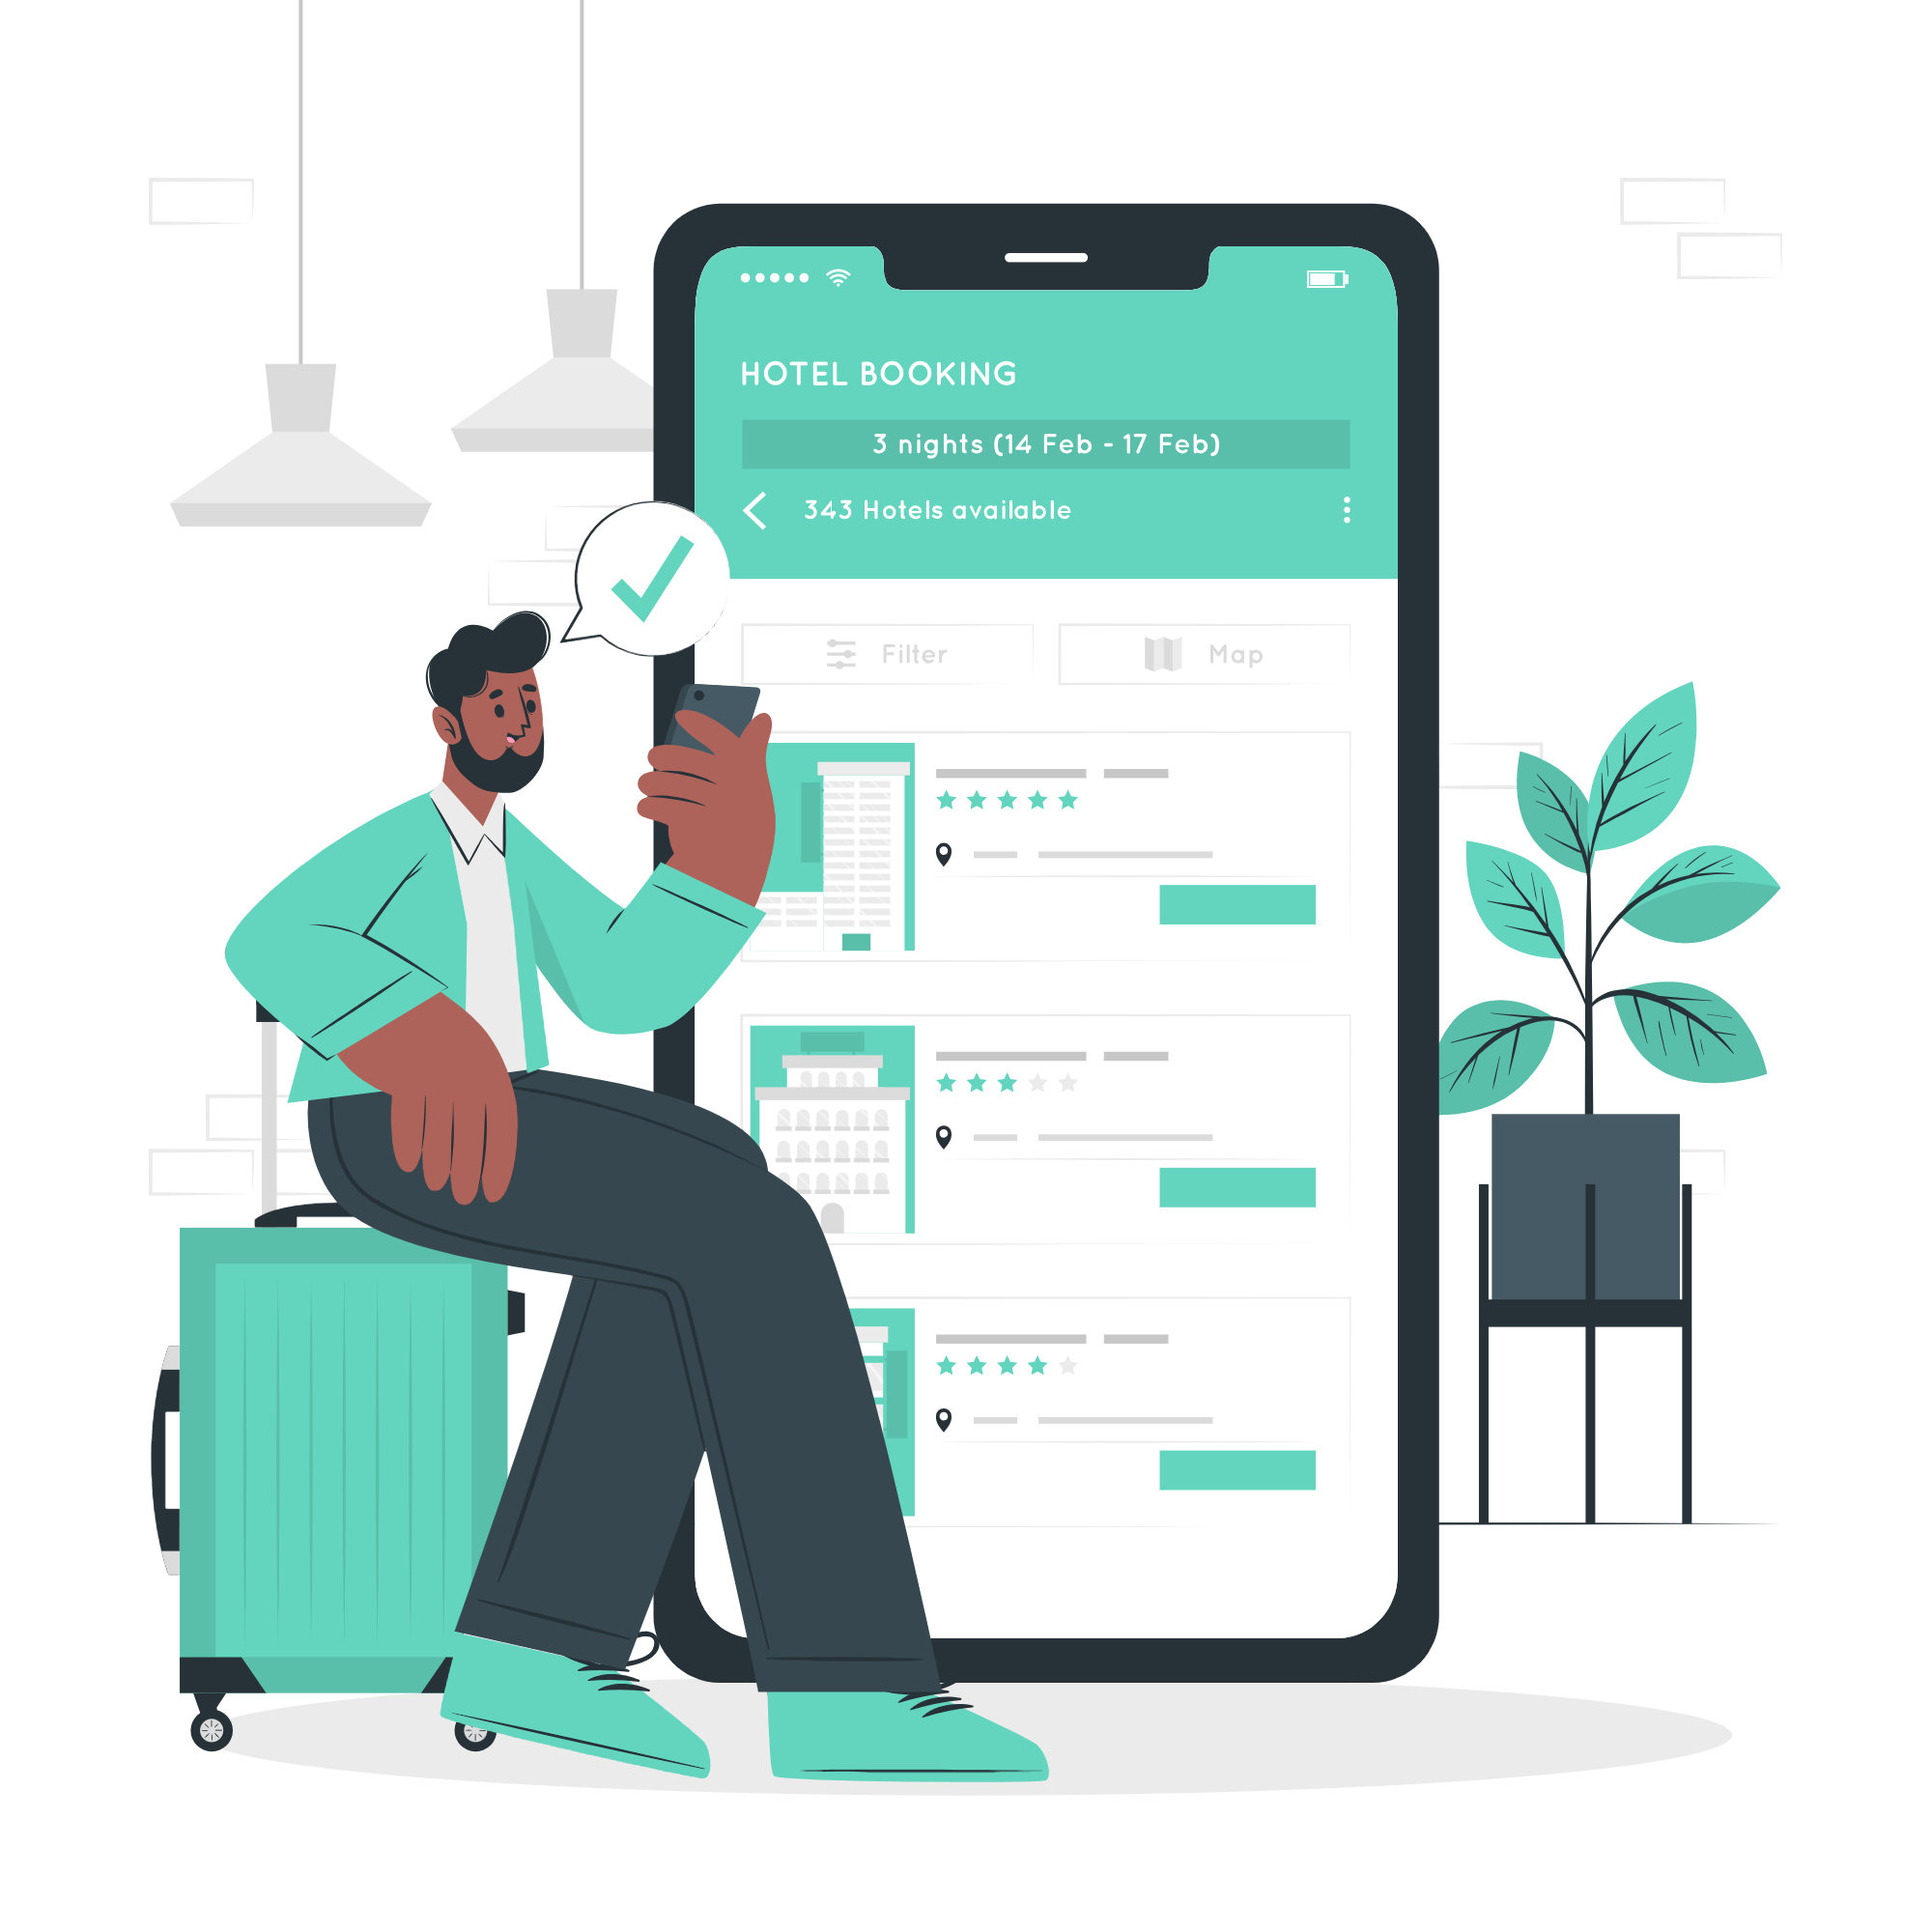 HOTEL BOOKING
3 nights (14 Feb - 17 Feb)
343 Hotels available
Filter
Map